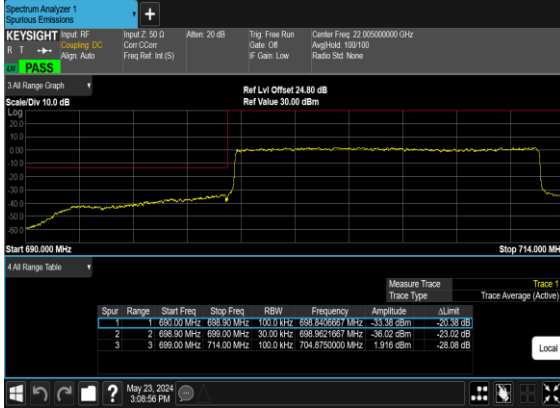 Spectrum Analyzer 1
Spurious Emissions
+
KEYSIGHT Input: RF Input Z: 50 Ω Atten: 20 dB Trig: Free Run Center Freq: 22.005000000 GHz
R T Coupling: DC Corr CCorr Gate: Off Avg|Hold: 100/100
Align: Auto Freq Ref: Int (S) IF Gain: Low Radio Std: None
LXI PASS
3 All Range Graph
Ref Lvl Offset 24.80 dB
Scale/Div 10.0 dB Ref Value 30.00 dBm
Log
20.0
10.0
0.00
-10.0
-20.0
-30.0
-40.0
-50.0
-60.0
Start 690.000 MHz Stop 714.000 MH
4 All Range Table
Measure Trace Trace 1
Trace Type Trace Average (Active)
Spur Range Start Freq Stop Freq RBW Frequency Amplitude ΔLimit
1 1 690.00 MHz 698.90 MHz 100.0 kHz 698.8406667 MHz -33.38 dBm -20.38 dB
2 2 698.90 MHz 699.00 MHz 30.00 kHz 698.9621667 MHz -36.02 dBm -23.02 dB
3 3 699.00 MHz 714.00 MHz 100.0 kHz 704.8750000 MHz 1.916 dBm -28.08 dB
Local
? May 23, 2024
3:08:56 PM